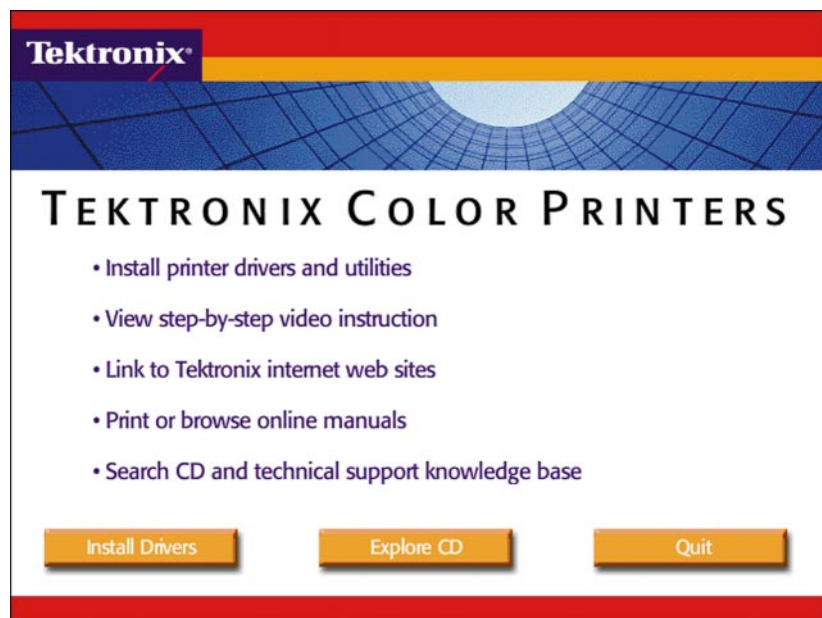 Tektronix®
TEKTRONIX COLOR PRINTERS
• Install printer drivers and utilities
• View step-by-step video instruction
• Link to Tektronix internet web sites
• Print or browse online manuals
• Search CD and technical support knowledge base
Install Drivers
Explore CD
Quit